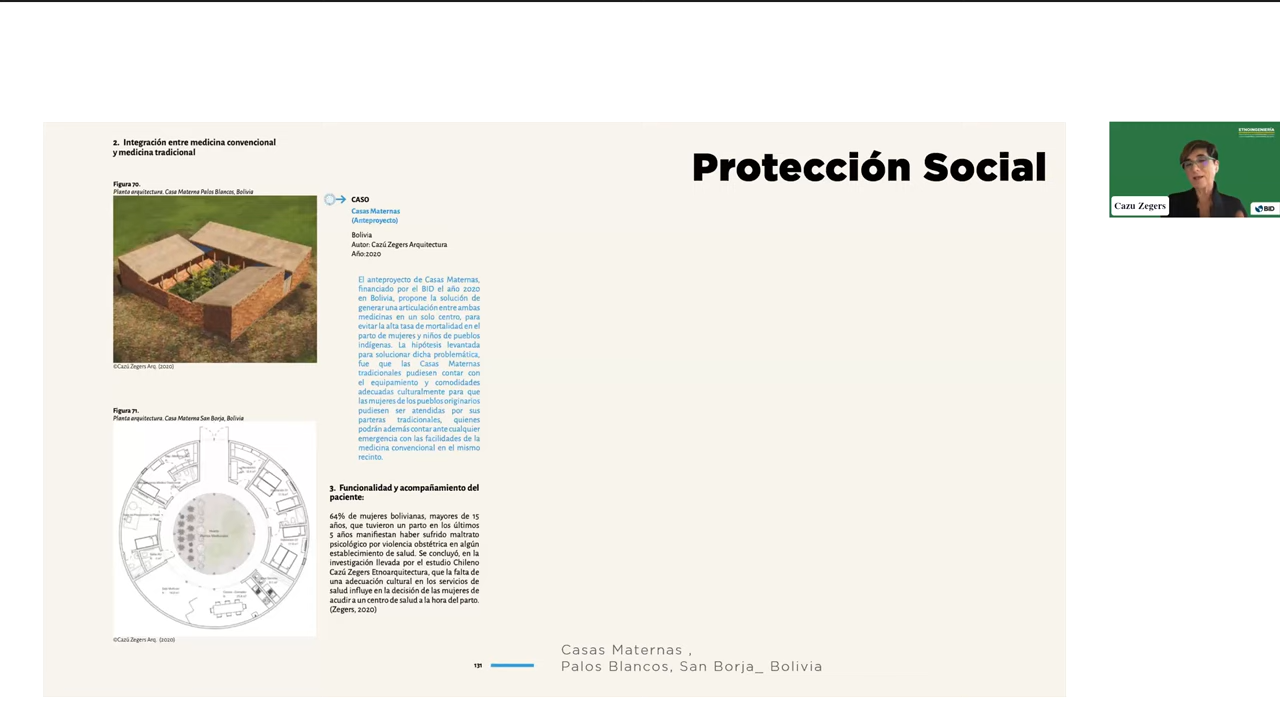 Protección Social
2. Integración entre medicina convencional
y medicina tradicional
Figura 70.
Planta arquitectura. Casa Materna Palos Blancos, Bolivia
©Cazú Zegers Arq. (2020)
Figura 71.
Planta arquitectura. Casa Materna San Borja, Bolivia
©Cazú Zegers Arq. (2020)
CASO
Casas Maternas
(Anteproyecto)
Bolivia
Autor: Cazú Zegers Arquitectura
Año:2020
El anteproyecto de Casas Maternas,
financiado por el BID el año 2020
en Bolivia, propone la solución de
generar una articulación entre ambas
medicinas en un solo centro, para
evitar la alta tasa de mortalidad en el
parto de mujeres y niños de pueblos
indígenas. La hipótesis levantada
para solucionar dicha problemática,
fue que las Casas Maternas
tradicionales pudiesen contar con
el equipamiento y comodidades
adecuadas culturalmente para que
las mujeres de los pueblos originarios
pudiesen ser atendidas por sus
parteras tradicionales, quienes
podrán además contar ante cualquier
emergencia con las facilidades de la
medicina convencional en el mismo
recinto.
3. Funcionalidad y acompañamiento del
paciente:
64% de mujeres bolivianas, mayores de 15
años, que tuvieron un parto en los últimos
5 años manifiestan haber sufrido maltrato
psicológico por violencia obstétrica en algún
establecimiento de salud. Se concluyó, en la
investigación llevada por el estudio Chileno
Cazú Zegers Etnoarquitectura, que la falta de
una adecuación cultural en los servicios de
salud influye en la decisión de las mujeres de
acudir a un centro de salud a la hora del parto.
(Zegers, 2020)
131
Casas Maternas ,
Palos Blancos, San Borja_ Bolivia
ETNOINGENIERÍA
Cazu Zegers
BID